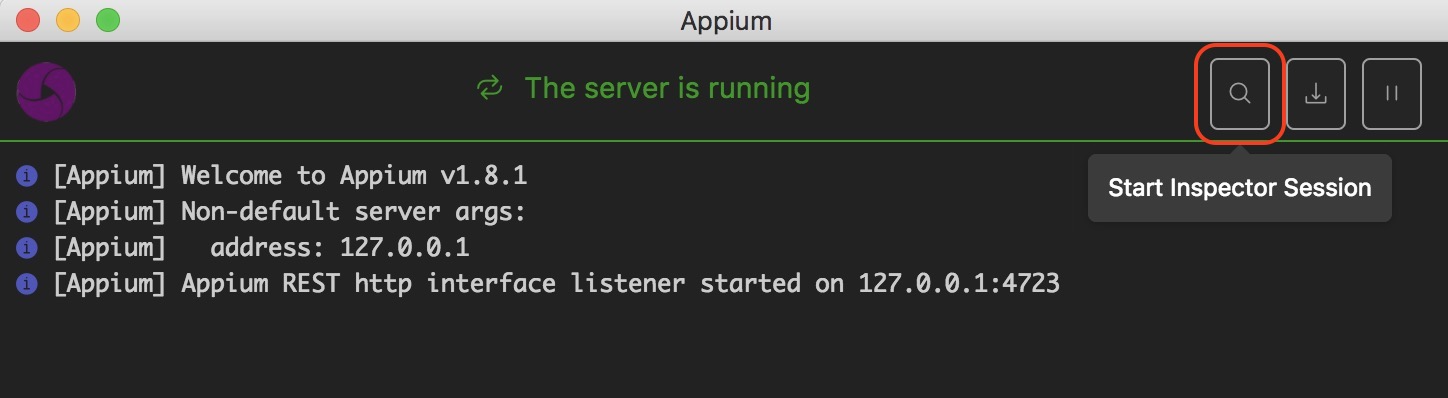 Appium
The server is running
Start Inspector Session
[Appium] Welcome to Appium v1.8.1
[Appium] Non-default server args:
[Appium]   address: 127.0.0.1
[Appium] Appium REST http interface listener started on 127.0.0.1:4723